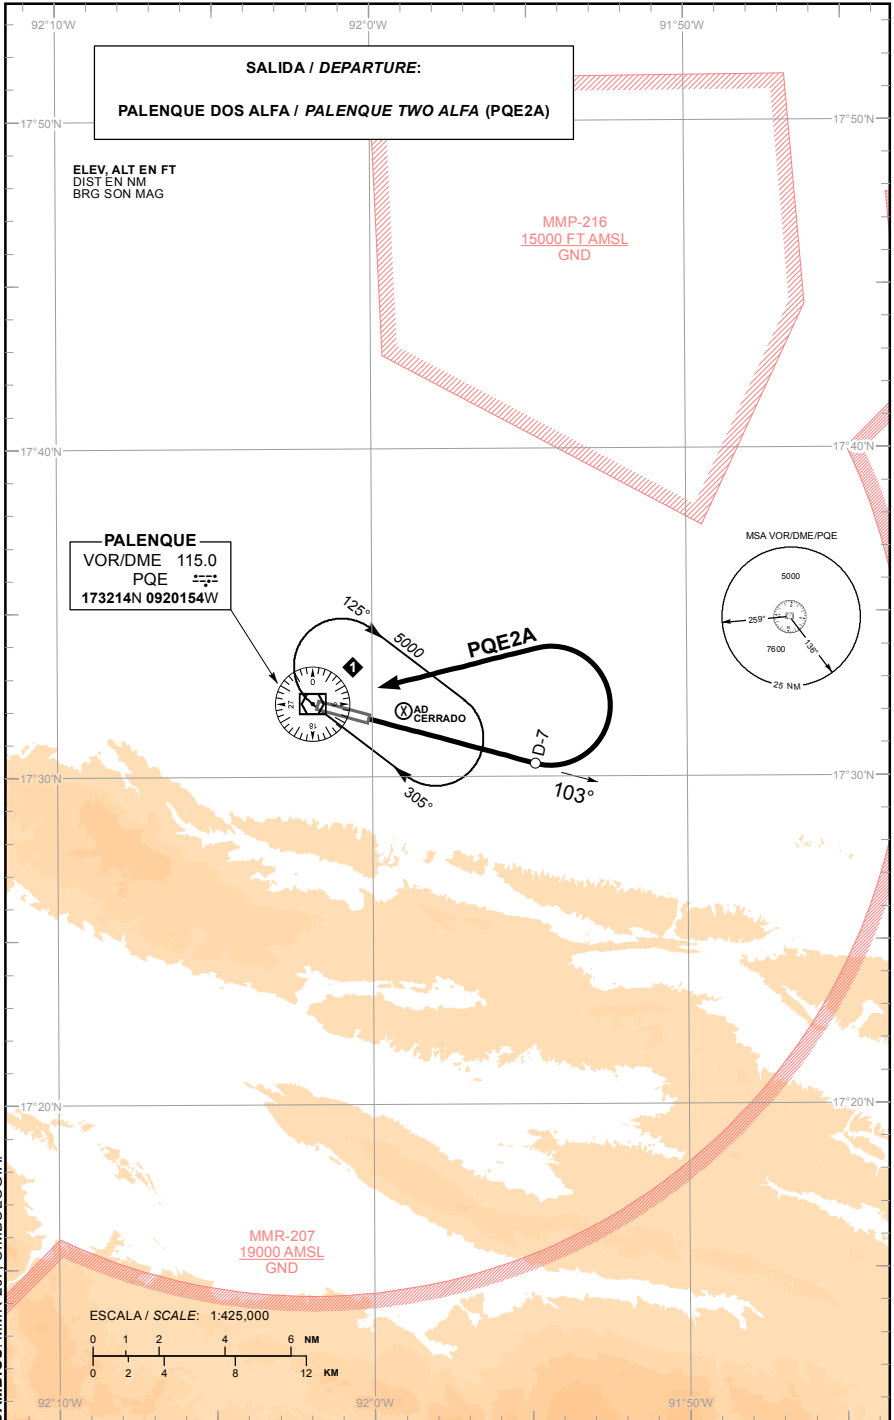 92°10'W 92°0'W 91°50'W
SALIDA / DEPARTURE:
PALENQUE DOS ALFA / PALENQUE TWO ALFA (PQE2A)
17°50'N 17°50'N
ELEV, ALT EN FT
DIST EN NM
BRG SON MAG
MMP-216
15000 FT AMSL
GND
17°40'N 17°40'N
PALENQUE
VOR/DME 115.0
PQE
173214N 0920154W
MSA VOR/DME/PQE
5000
259°
136°
7600
25 NM
125°
5000
PQE2A
1
0
27
9
18
X
AD
CERRADO
D-7
305°
103°
17°30'N 17°30'N
17°20'N 17°20'N
MMR-207
19000 AMSL
GND
ESCALA / SCALE: 1:425,000
0 1 2 4 6 NM
0 2 4 8 12 KM
92°10'W 92°0'W 91°50'W